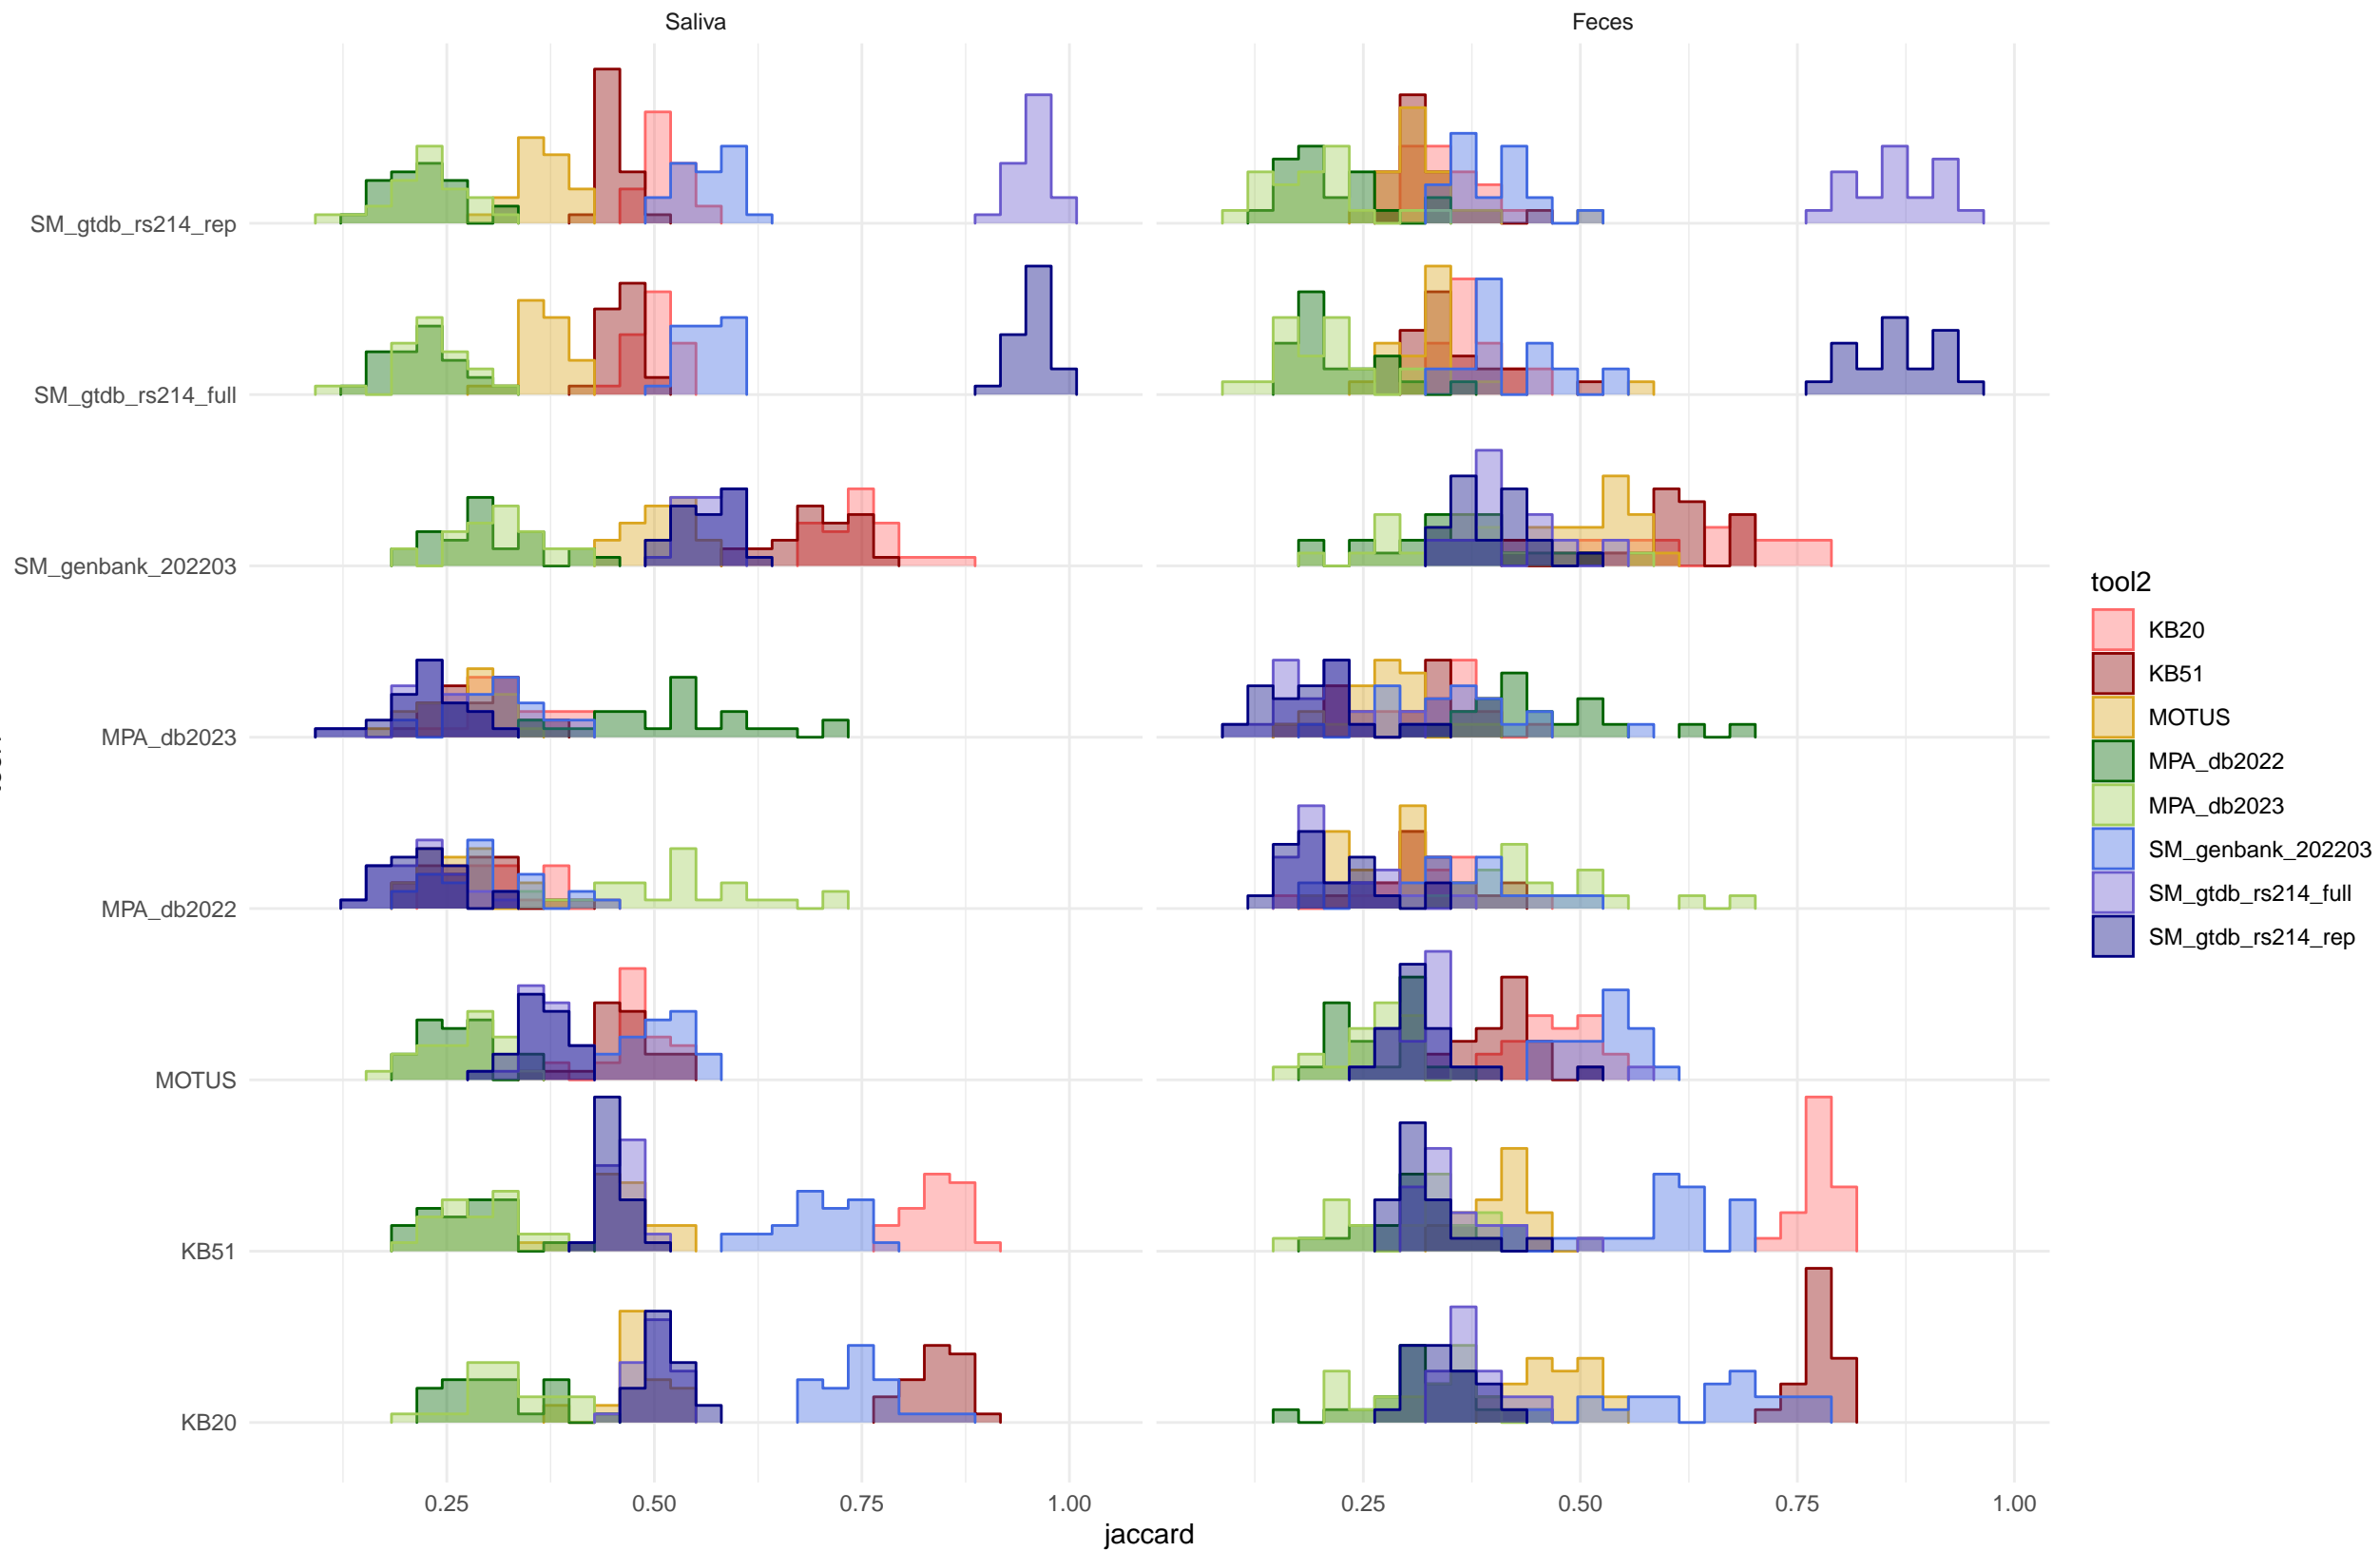 Saliva
Feces
SM_gtdb_rs214_rep
SM_gtdb_rs214_full
SM_genbank_202203
MPA_db2023
MPA_db2022
MOTUS
KB51
KB20
0.25 0.50 0.75 1.00
0.25 0.50 0.75 1.00
jaccard
tool2
KB20
KB51
MOTUS
MPA_db2022
MPA_db2023
SM_genbank_202203
SM_gtdb_rs214_full
SM_gtdb_rs214_rep